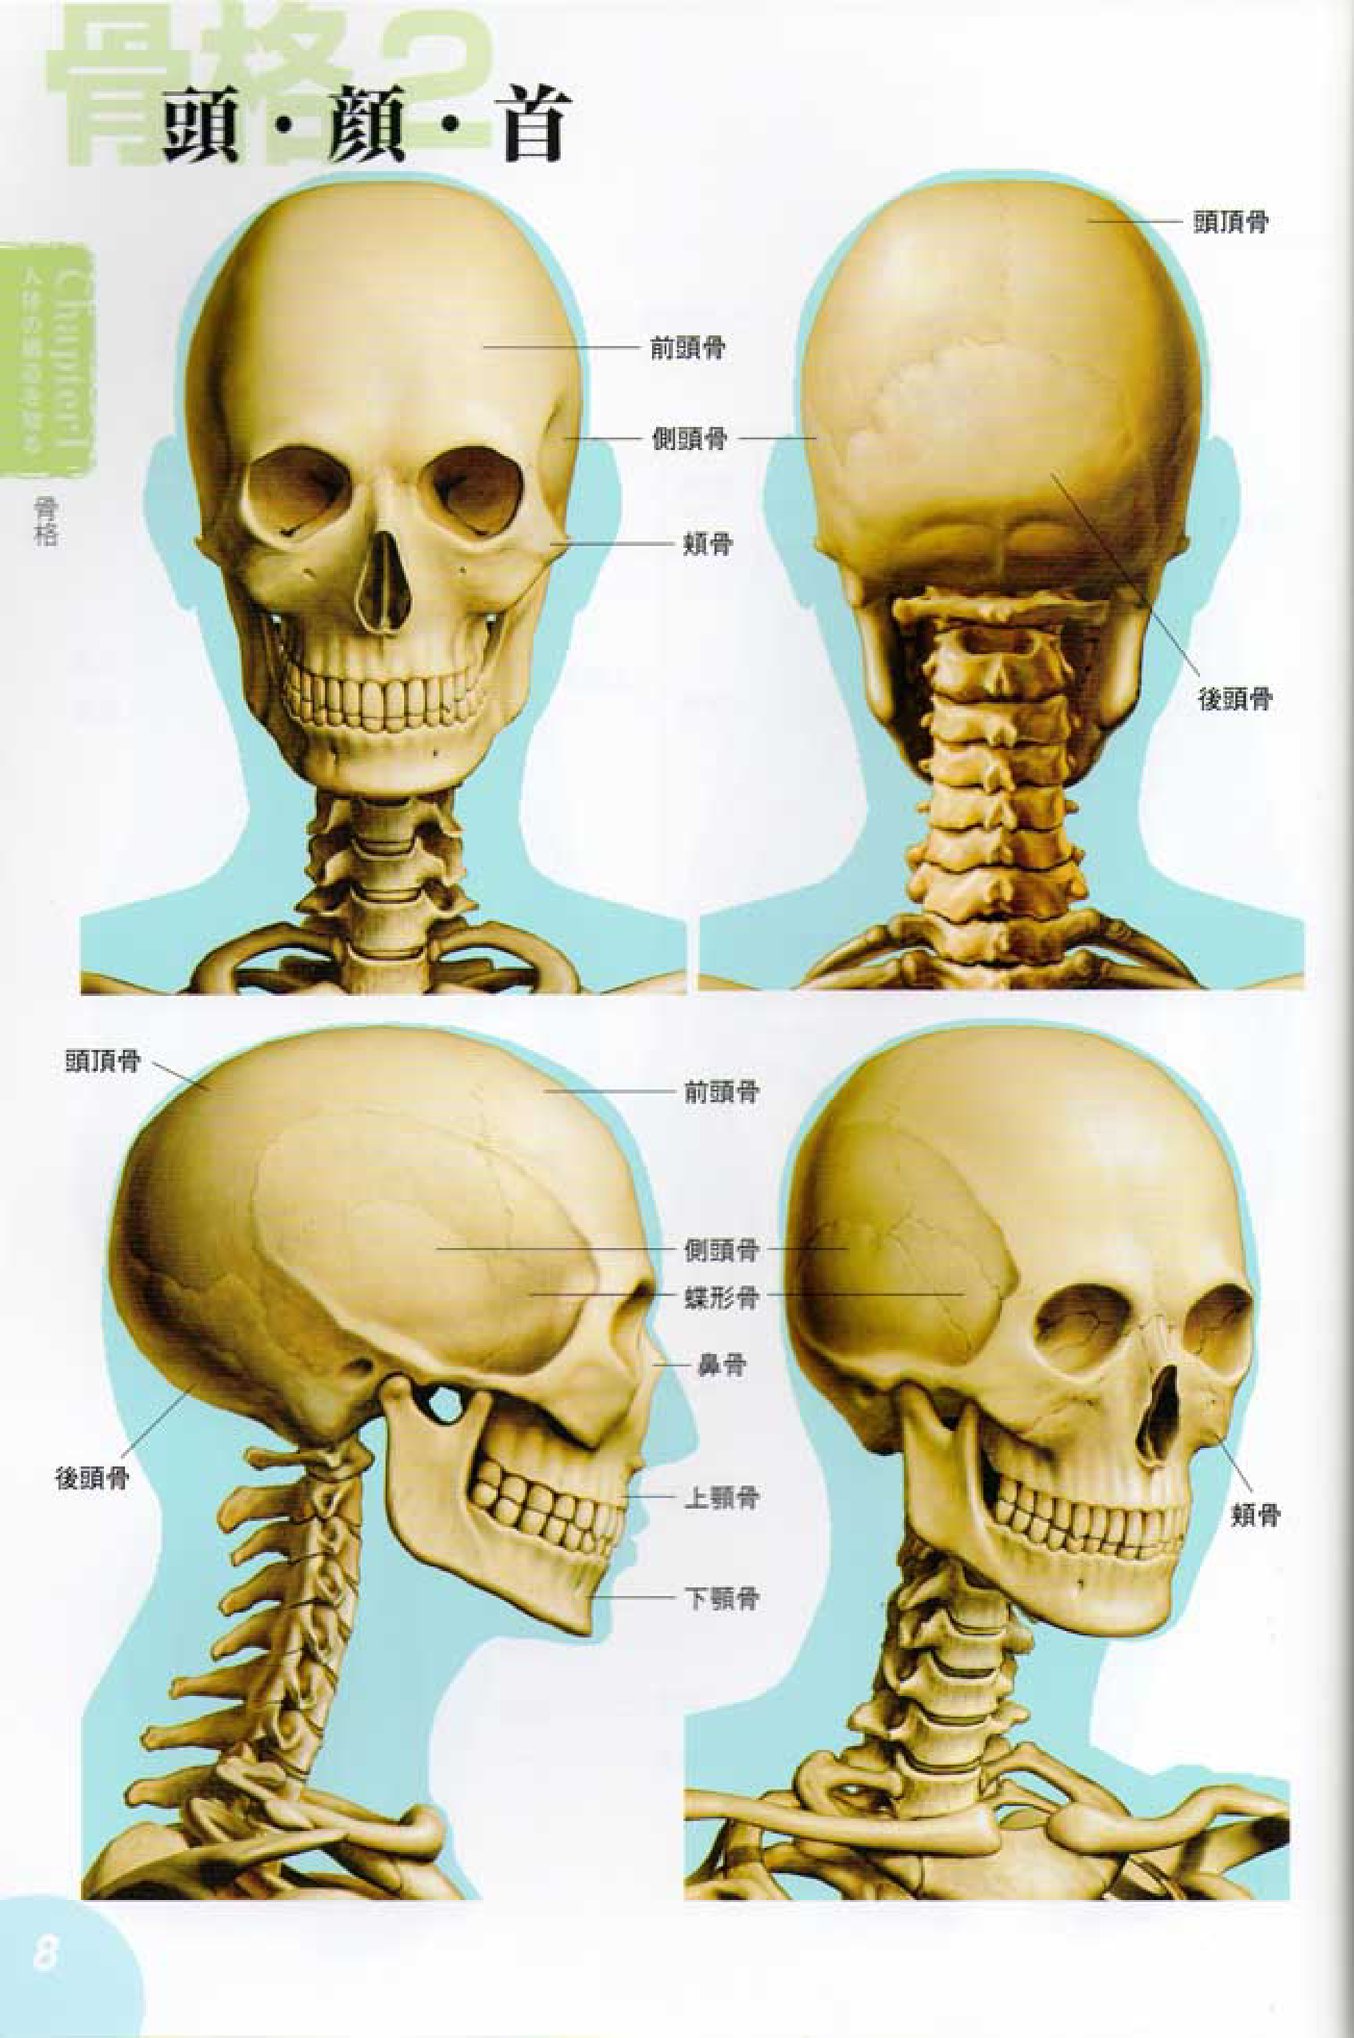 骨格2
頭・顔・首
頭頂骨
前頭骨
側頭骨
頬骨
後頭骨
Chapter.1
人体の構造を知る
骨格
頭頂骨
前頭骨
側頭骨
蝶形骨
鼻骨
後頭骨
上顎骨
頬骨
下顎骨
8